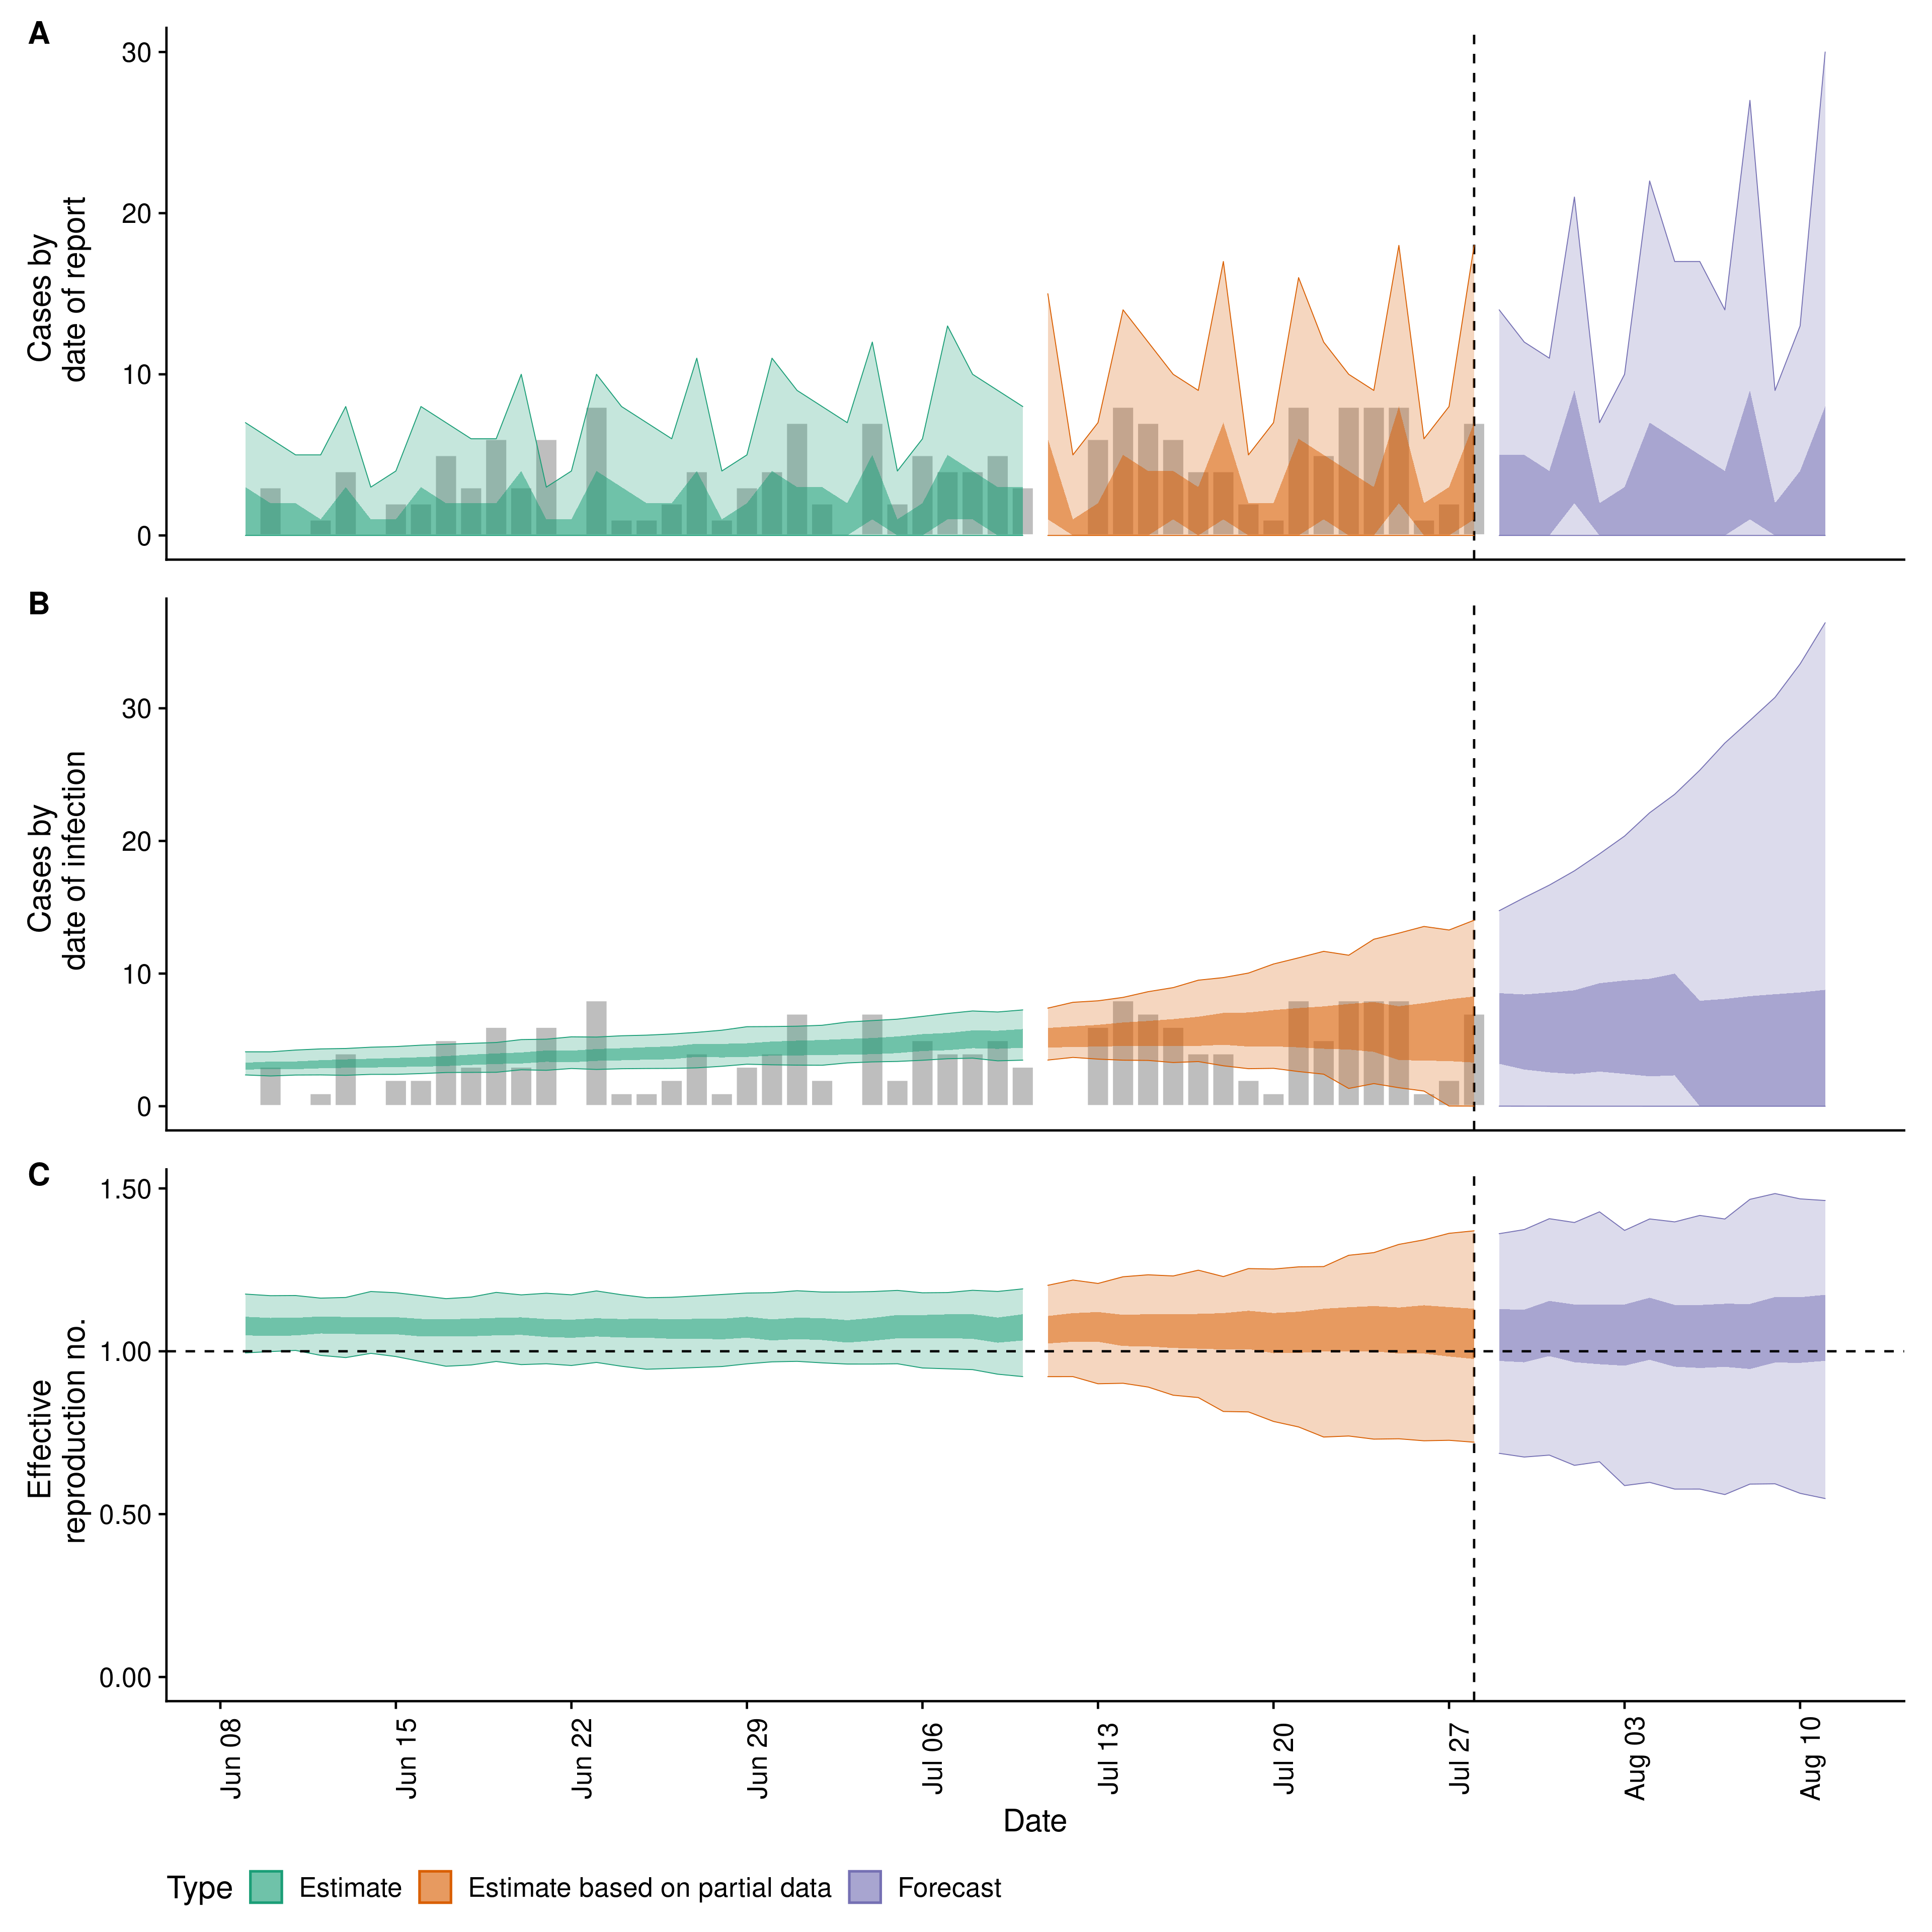 A
30
20
10
0
Cases by
date of report
B
30
20
10
0
Cases by
date of infection
C
1.50
1.00
0.50
0.00
Effective
reproduction no.
Jun 08
Jun 15
Jun 22
Jun 29
Jul 06
Jul 13
Jul 20
Jul 27
Aug 03
Aug 10
Date
Type Estimate Estimate based on partial data Forecast